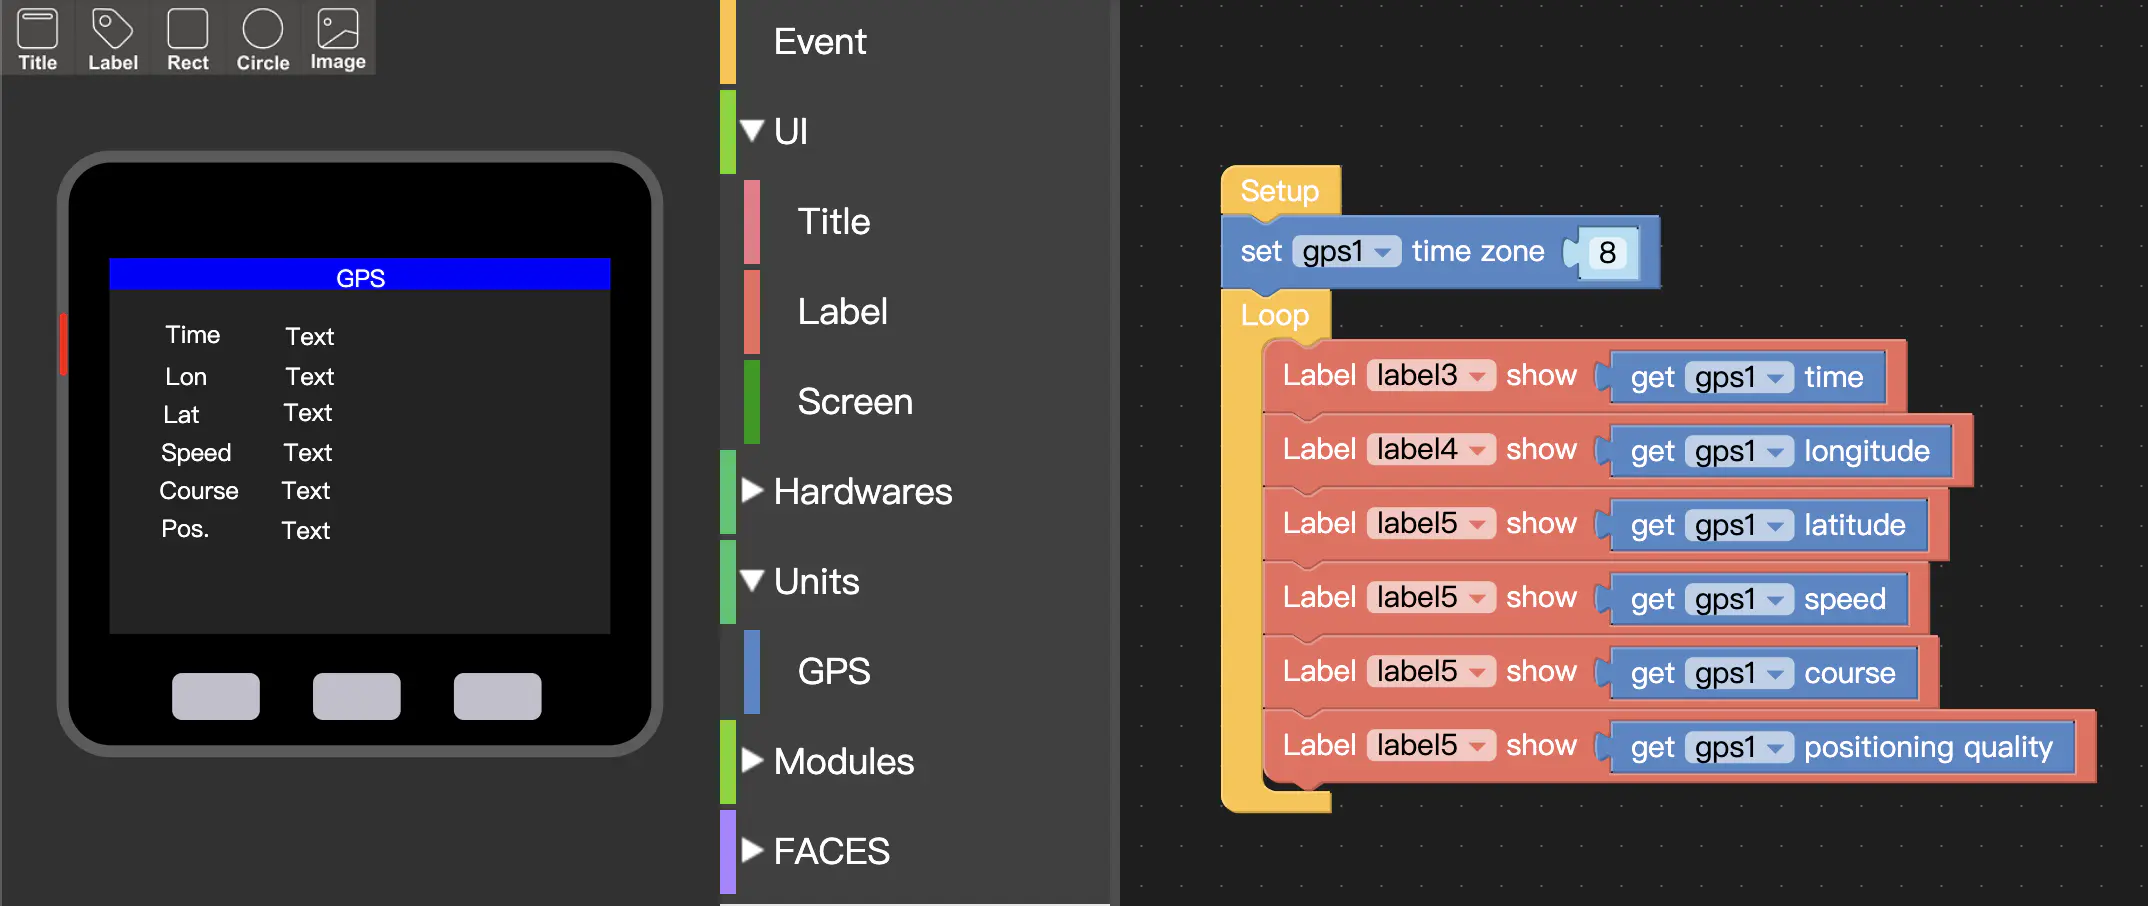 Title Label Rect Circle Image
GPS
Time Text
Lon Text
Lat Text
Speed Text
Course Text
Pos. Text
Event
UI
Title
Label
Screen
Hardwares
Units
GPS
Modules
FACES
Setup
set gps1 time zone 8
Loop
Label label3 show get gps1 time
Label label4 show get gps1 longitude
Label label5 show get gps1 latitude
Label label5 show get gps1 speed
Label label5 show get gps1 course
Label label5 show get gps1 positioning quality